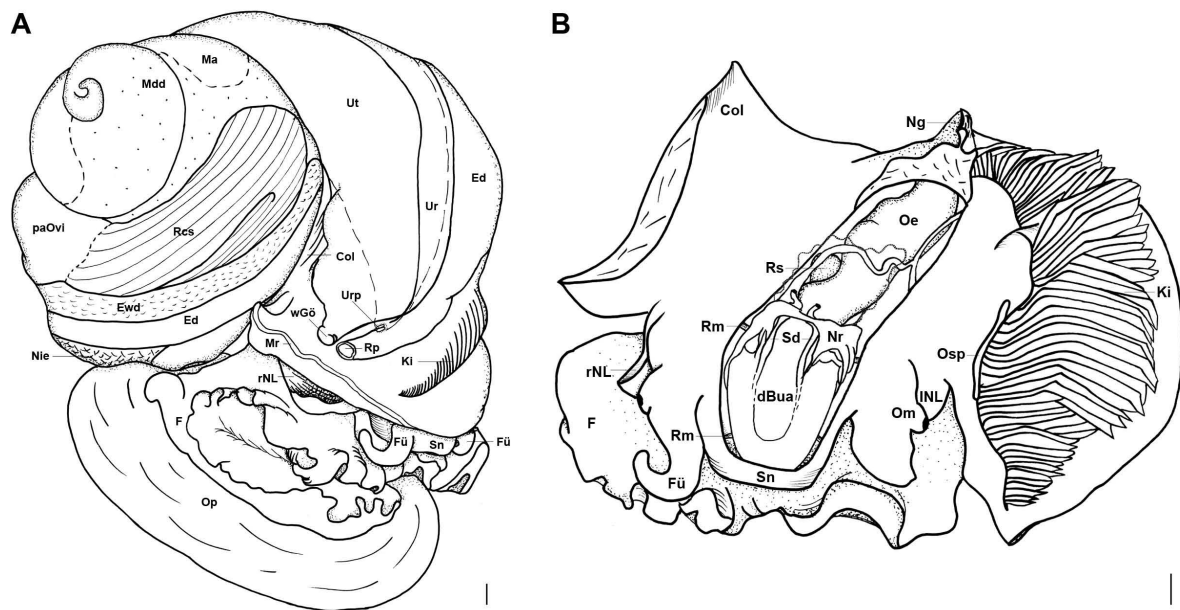 A
Ma
Mdd
Ut
Ed
Ur
paOvi
Rcs
Col
Ewd
Urp
Ed
wGö
Nie
Mr
Rp
Ki
rNL
F
Fü
Sn
Fü
Op
B
Col
Ng
Oe
Rs
Ki
Rm
Sd
Nr
Osp
rNL
dBua
lNL
F
Om
Rm
Fü
Sn